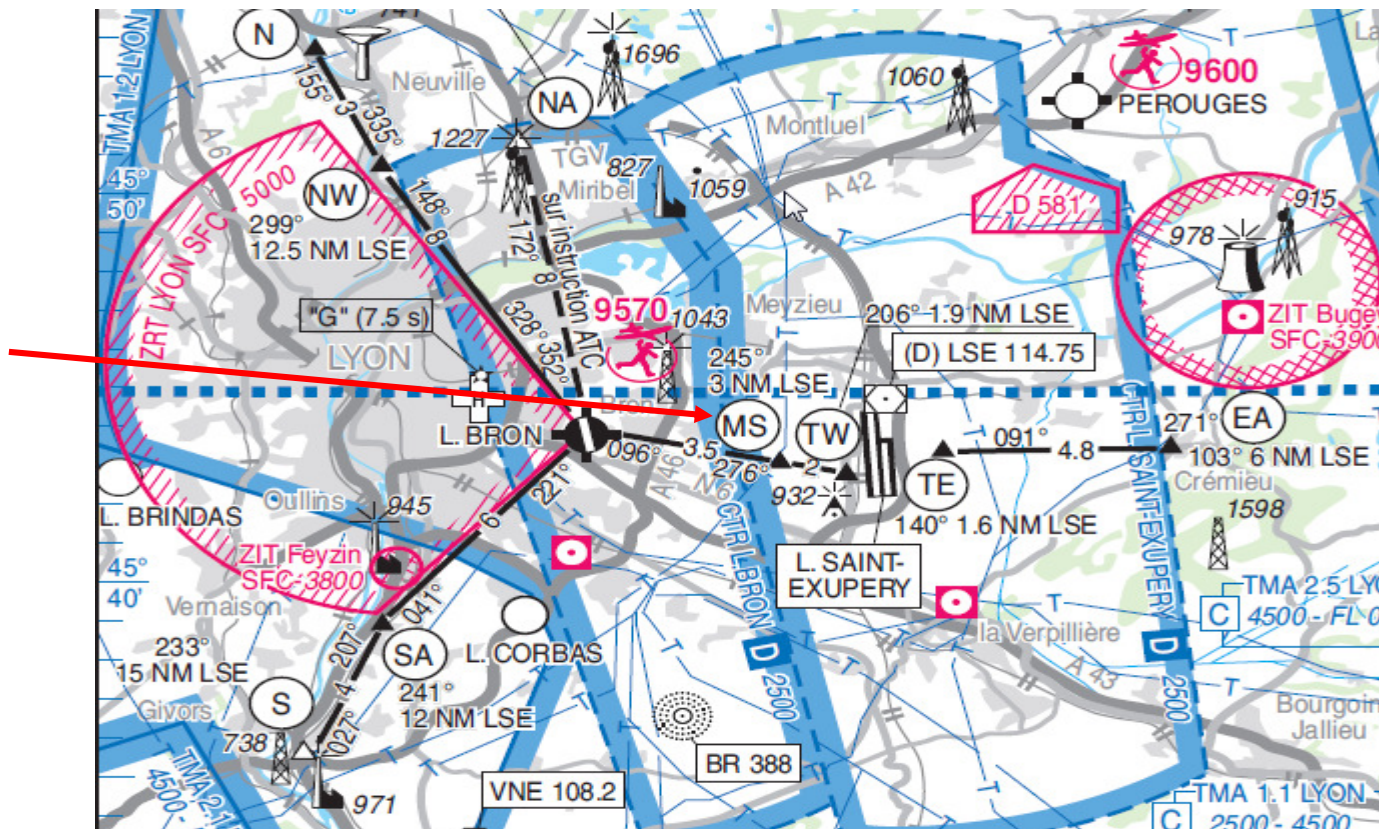 N
741
TMA 1.2 LYON
155°
3
335°
Neuville
1696
NA
1060
9600
PEROUGES
Montluel
1227
TGV
Miribel
827
1059
A 42
A 6
45°
50'
ZRT LYON SFC - 5000
NW
299°
12.5 NM LSE
148°
8
328°
sur instruction ATC
172°
8
352°
D 581
915
978
"G" (7.5 s)
LYON
9570
1043
Meyzieu
206° 1.9 NM LSE
(D) LSE 114.75
245°
3 NM LSE
ZIT Bugey
SFC-3900
Bron
L. BRON
MS
TW
EA
271°
096°
3.5
276°
2
A 46
N 6
091°
4.8
103° 6 NM LSE
Crémieu
TE
932
140° 1.6 NM LSE
1598
221°
6
041°
Oullins
945
L. BRINDAS
ZIT Feyzin
SFC-3800
45°
40'
Vernaison
L. SAINT-
EXUPERY
CTR L.BRON
D
2500
CTR L.SAINT-EXUPERY
D
2500
TMA 2.5 LYO
C
4500 - FL 0
la Verpillière
A 43
233°
15 NM LSE
207°
4
027°
SA
L. CORBAS
241°
12 NM LSE
Givors
S
738
971
TMA 2.1
4500 -
VNE 108.2
BR 388
Bourgoin
Jallieu
TMA 1.1 LYON
C
2500 - 4500